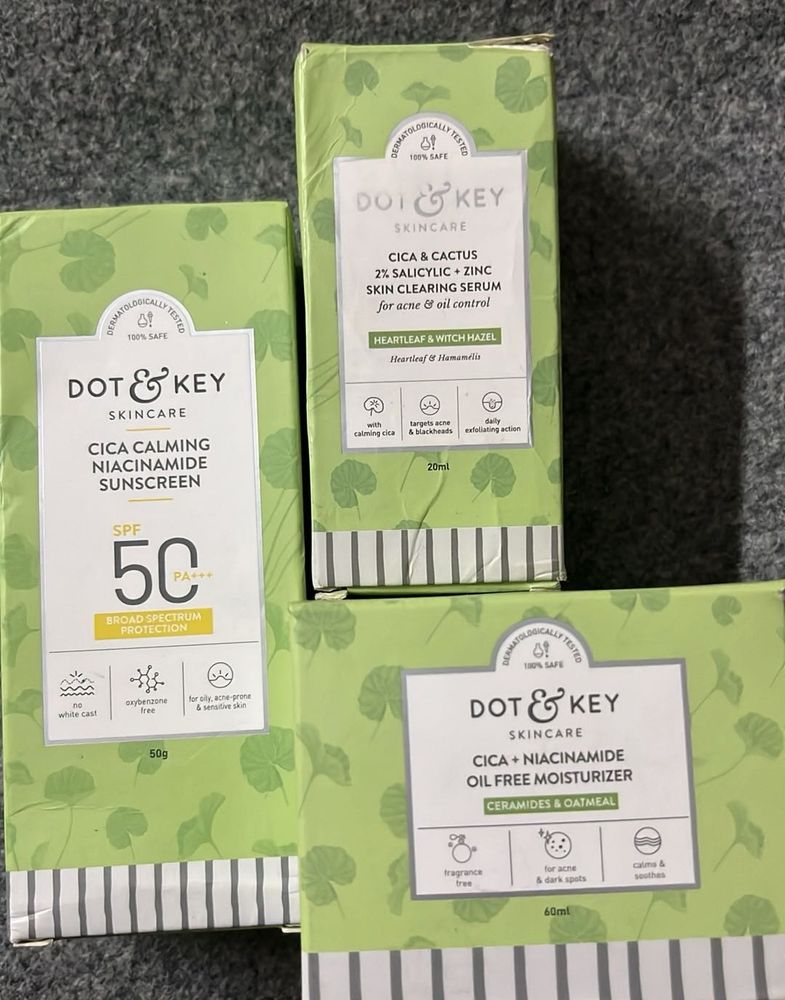 DERMATOLOGICALLY TESTED
100% SAFE
DOT & KEY
SKINCARE
CICA CALMING
NIACINAMIDE
SUNSCREEN
SPF
50
PA+++
BROAD SPECTRUM
PROTECTION
no
white cast
oxybenzone
free
for oily, acne-prone
& sensitive skin
50g
DERMATOLOGICALLY TESTED
100% SAFE
DOT & KEY
SKINCARE
CICA & CACTUS
2% SALICYLIC + ZINC
SKIN CLEARING SERUM
for acne & oil control
HEARTLEAF & WITCH HAZEL
Heartleaf & Hamamélis
with
calming cica
targets acne
& blackheads
daily
exfoliating action
20ml
DERMATOLOGICALLY TESTED
100% SAFE
DOT & KEY
SKINCARE
CICA + NIACINAMIDE
OIL FREE MOISTURIZER
CERAMIDES & OATMEAL
fragrance
free
for acne
& dark spots
calms &
soothes
60ml